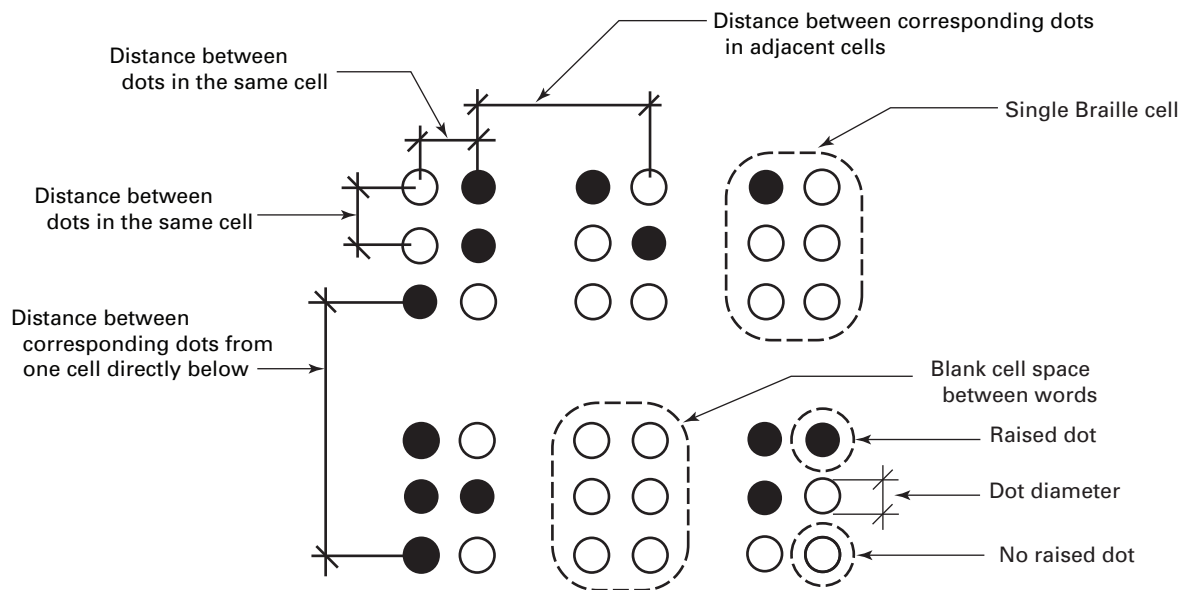 Distance between corresponding dots
in adjacent cells
Distance between
dots in the same cell
Single Braille cell
Distance between
dots in the same cell
Distance between
corresponding dots from
one cell directly below
Blank cell space
between words
Raised dot
Dot diameter
No raised dot